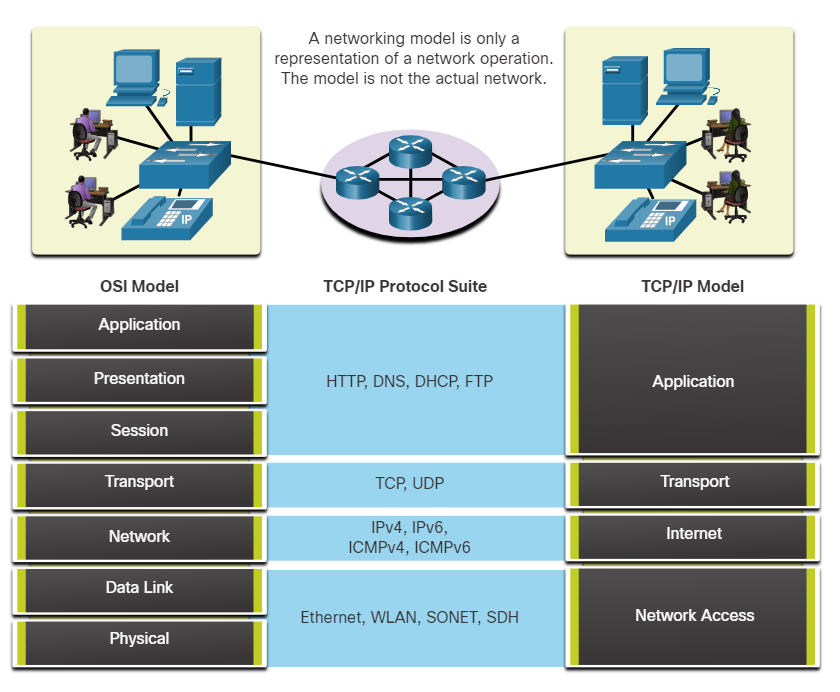 A networking model is only a
representation of a network operation.
The model is not the actual network.
IP
IP
OSI Model
TCP/IP Protocol Suite
TCP/IP Model
Application
Presentation
Session
Transport
Network
Data Link
Physical
HTTP, DNS, DHCP, FTP
TCP, UDP
IPv4, IPv6,
ICMPv4, ICMPv6
Ethernet, WLAN, SONET, SDH
Application
Transport
Internet
Network Access